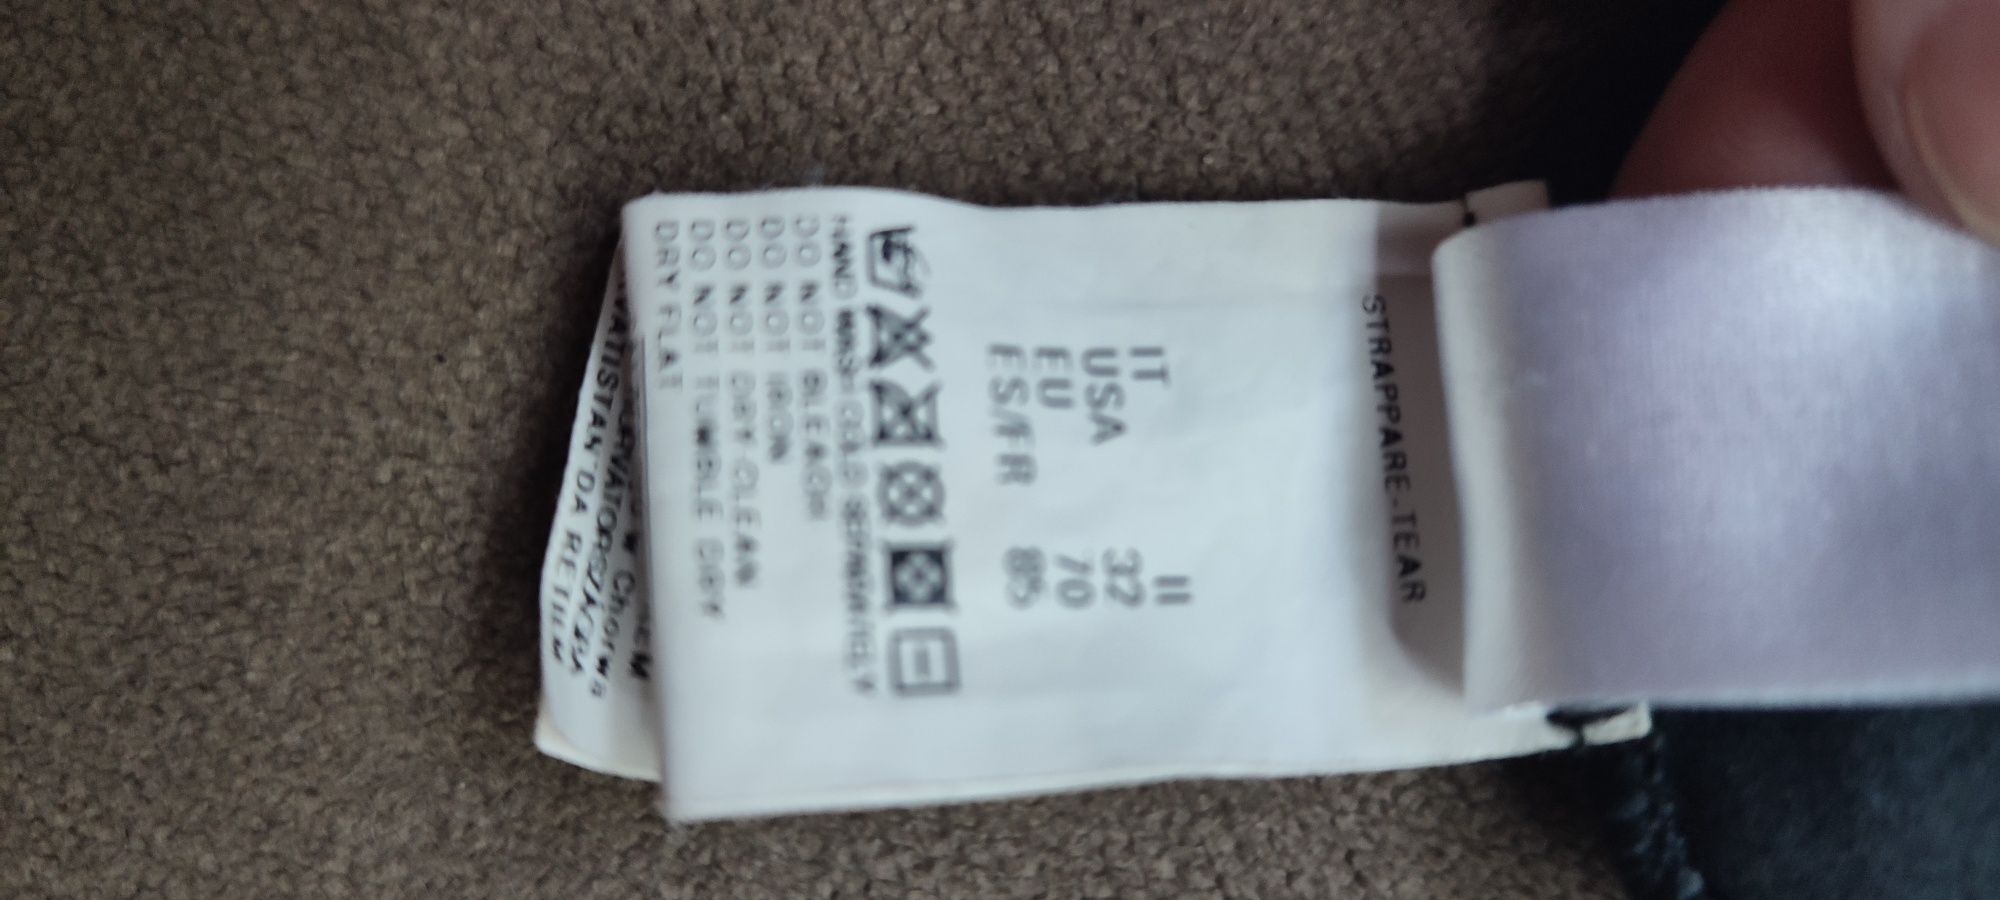 STRAPPARE-TEAR
IT II
USA 32
EU 70
ES/FR 85
HAND WASH COLD SEPARATELY
DO NOT BLEACH
DO NOT IRON
DO NOT DRY CLEAN
DO NOT TUMBLE DRY
DRY FLAT
DA